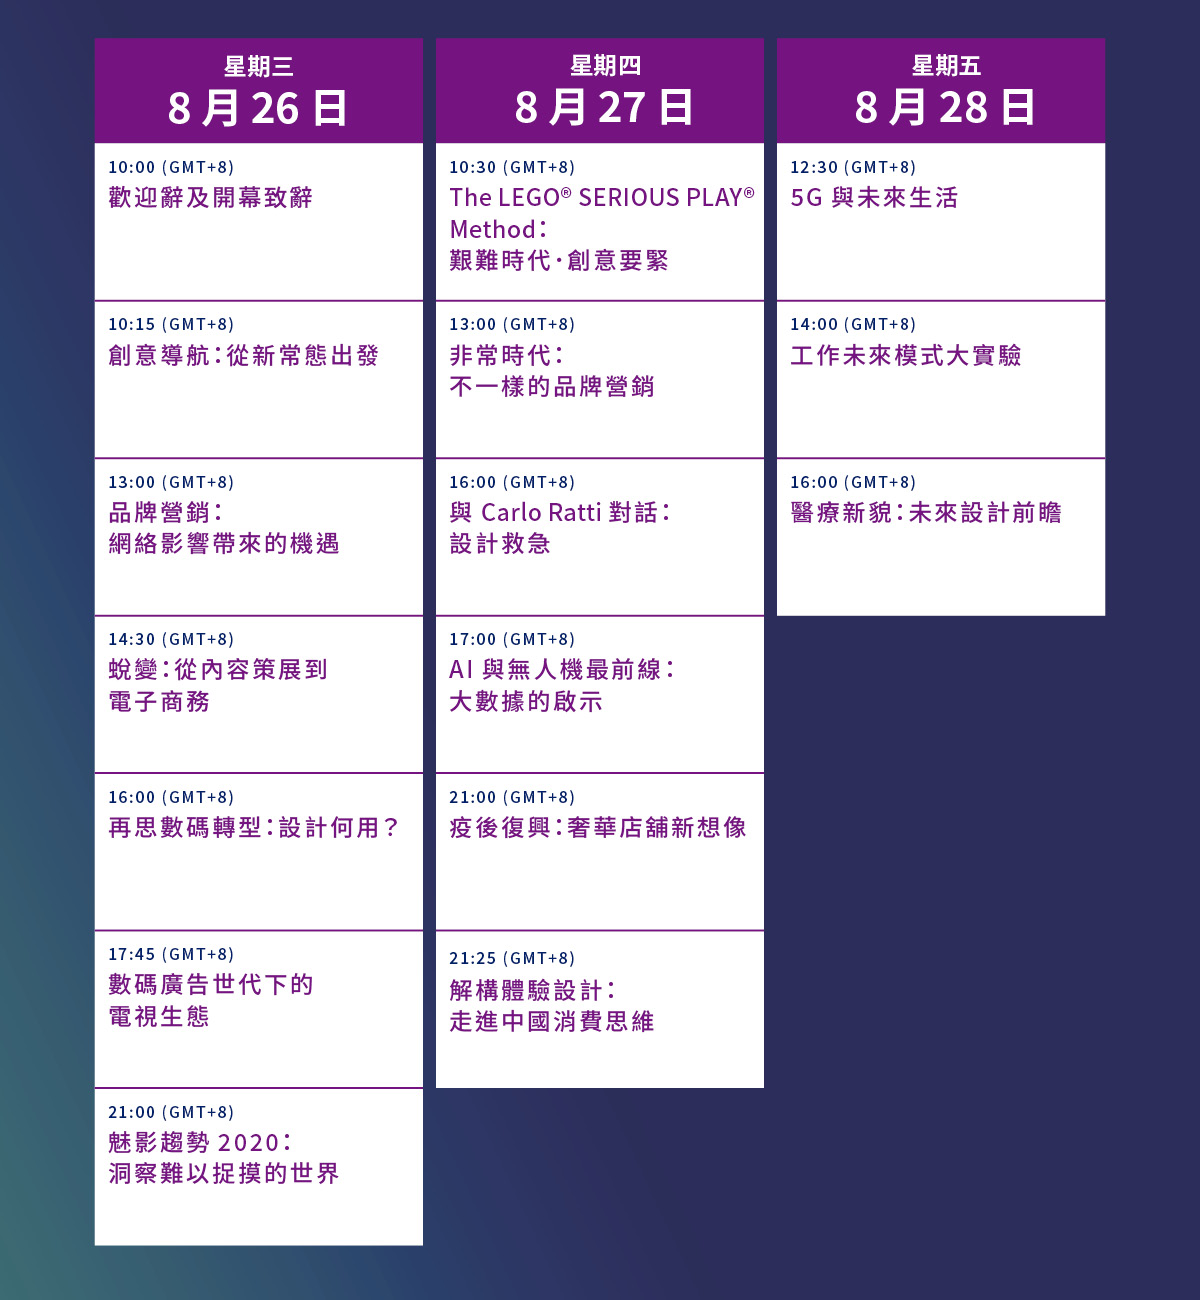 星期三
8 月 26 日
10:00 (GMT+8)
歡迎辭及開幕致辭
10:15 (GMT+8)
創意導航：從新常態出發
13:00 (GMT+8)
品牌營銷：
網絡影響帶來的機遇
14:30 (GMT+8)
蛻變：從內容策展到
電子商務
16:00 (GMT+8)
再思數碼轉型：設計何用？
17:45 (GMT+8)
數碼廣告世代下的
電視生態
21:00 (GMT+8)
魅影趨勢 2020：
洞察難以捉摸的世界
星期四
8 月 27 日
10:30 (GMT+8)
The LEGO® SERIOUS PLAY®
Method：
艱難時代·創意要緊
13:00 (GMT+8)
非常時代：
不一樣的品牌營銷
16:00 (GMT+8)
與 Carlo Ratti 對話：
設計救急
17:00 (GMT+8)
AI 與無人機最前線：
大數據的啟示
21:00 (GMT+8)
疫後復興：奢華店舖新想像
21:25 (GMT+8)
解構體驗設計：
走進中國消費思維
星期五
8 月 28 日
12:30 (GMT+8)
5G 與未來生活
14:00 (GMT+8)
工作未來模式大實驗
16:00 (GMT+8)
醫療新貌：未來設計前瞻